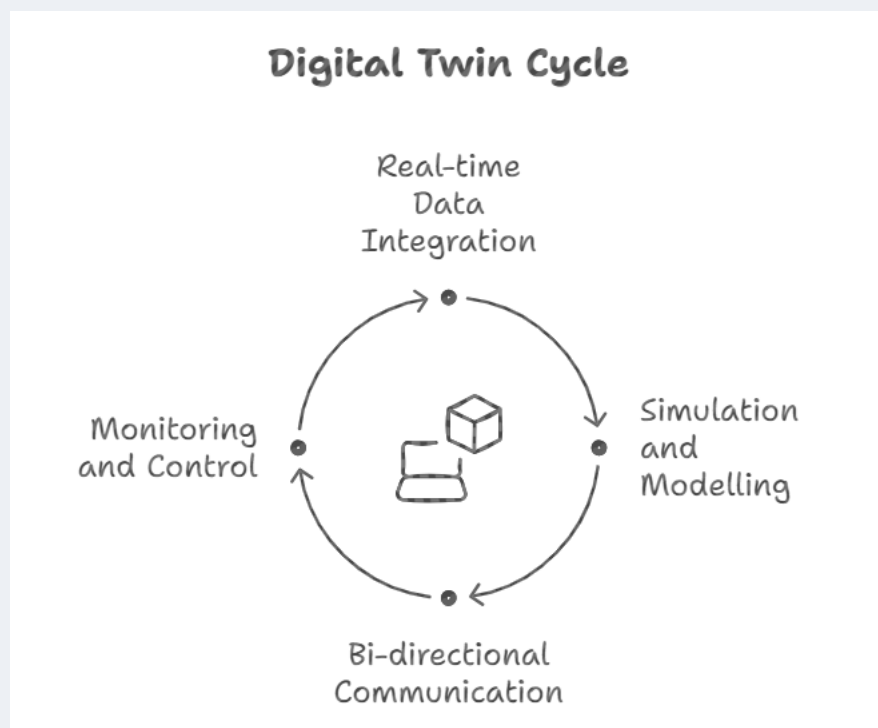 Digital Twin Cycle
Real-time
Data
Integration
Simulation
and
Modelling
Monitoring
and Control
Bi-directional
Communication